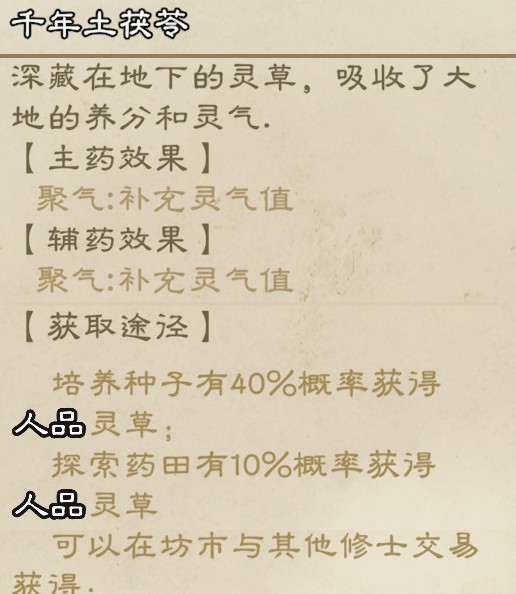 千年土茯苓
深藏在地下的灵草，吸收了大
地的养分和灵气.
【主药效果】
聚气:补充灵气值
【辅药效果】
聚气:补充灵气值
【获取途径】
培养种子有40%概率获得
人品灵草；
探索药田有10%概率获得
人品灵草
可以在坊市与其他修士交易
获得.